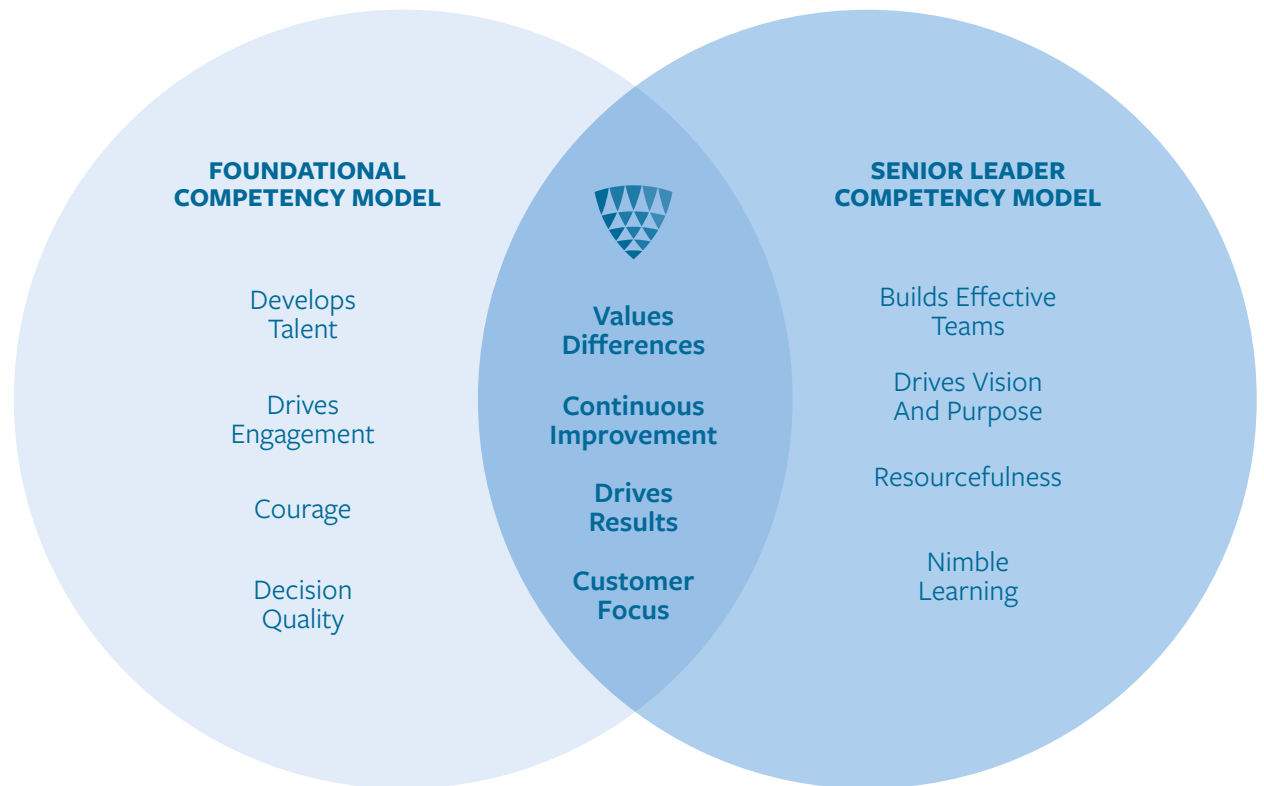 FOUNDATIONAL
COMPETENCY MODEL
Develops
Talent
Drives
Engagement
Courage
Decision
Quality
Values
Differences
Continuous
Improvement
Drives
Results
Customer
Focus
SENIOR LEADER
COMPETENCY MODEL
Builds Effective
Teams
Drives Vision
And Purpose
Resourcefulness
Nimble
Learning